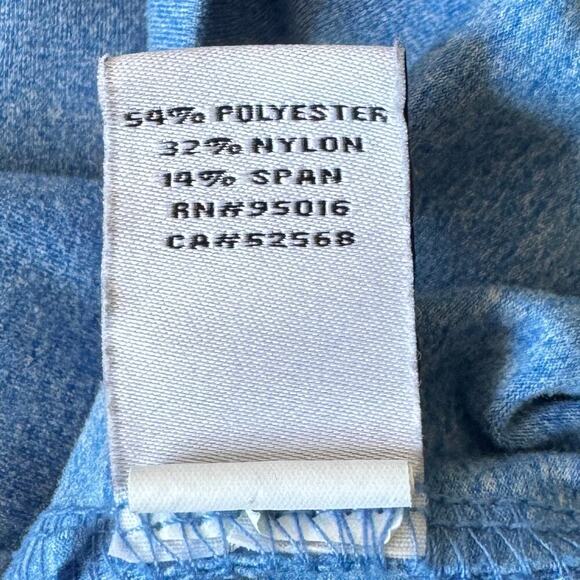 54% POLYESTER
32% NYLON
14% SPAN
RN#95016
CA#52568